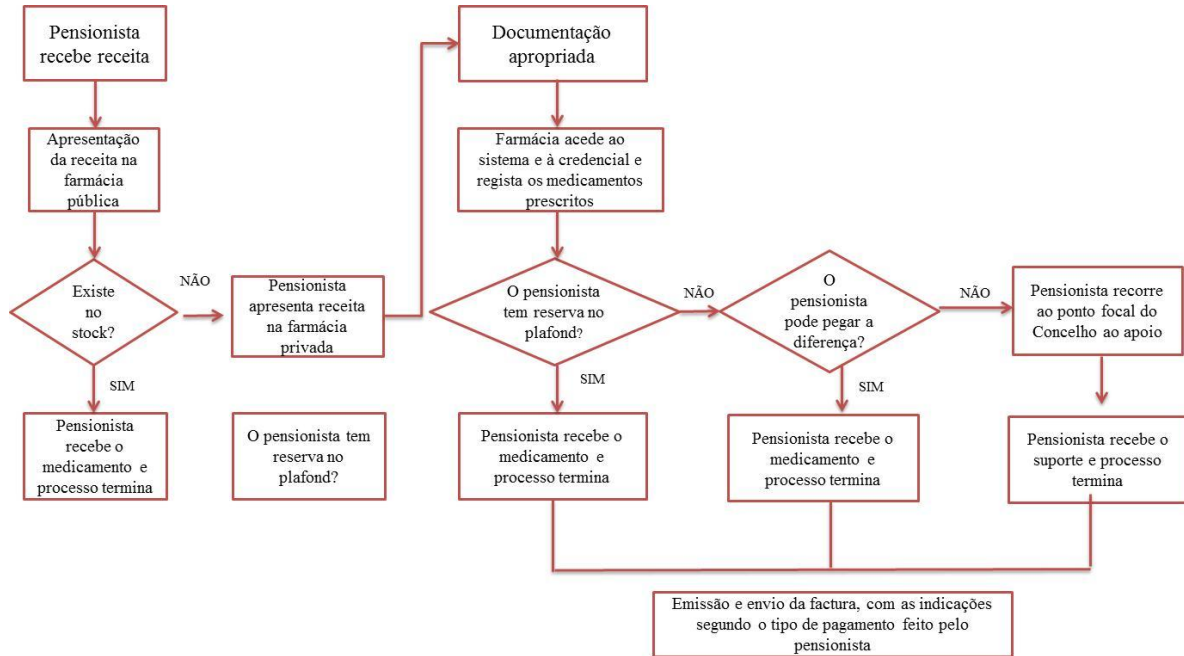 Pensionista
recebe receita
Documentação
apropriada
Apresentação
da receita na
farmácia
pública
Farmácia acede ao
sistema e à credencial e
regista os medicamentos
prescritos
Existe
no
stock?
NÃO
Pensionista
apresenta receita
na farmácia
privada
O pensionista
tem reserva no
plafond?
NÃO
O
pensionista
pode pegar a
diferença?
NÃO
Pensionista recorre
ao ponto focal do
Concelho ao apoio
SIM
SIM
SIM
Pensionista
recebe o
medicamento e
processo termina
O pensionista tem
reserva no
plafond?
Pensionista recebe o
medicamento e
processo termina
Pensionista recebe o
medicamento e
processo termina
Pensionista recebe o
suporte e processo
termina
Emissão e envio da factura, com as indicações
segundo o tipo de pagamento feito pelo
pensionista